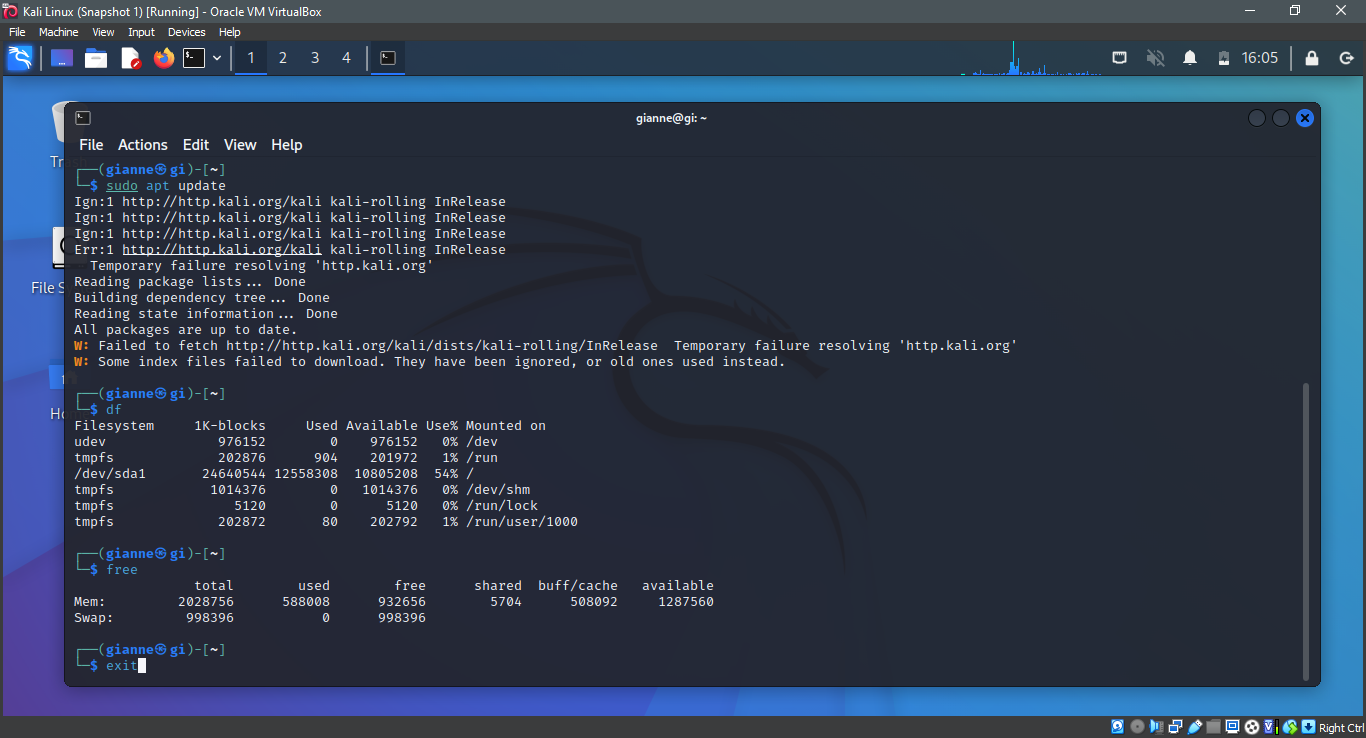 Kali Linux (Snapshot 1) [Running] - Oracle VM VirtualBox
File Machine View Input Devices Help
1 2 3 4 16:05
gianne@gi: ~
File Actions Edit View Help
┌──(gianne㉿gi)-[~]
└─$ sudo apt update
Ign:1 http://http.kali.org/kali kali-rolling InRelease
Ign:1 http://http.kali.org/kali kali-rolling InRelease
Ign:1 http://http.kali.org/kali kali-rolling InRelease
Err:1 http://http.kali.org/kali kali-rolling InRelease
  Temporary failure resolving 'http.kali.org'
Reading package lists... Done
Building dependency tree... Done
Reading state information... Done
All packages are up to date.
W: Failed to fetch http://http.kali.org/kali/dists/kali-rolling/InRelease  Temporary failure resolving 'http.kali.org'
W: Some index files failed to download. They have been ignored, or old ones used instead.
┌──(gianne㉿gi)-[~]
└─$ df
Filesystem     1K-blocks     Used Available Use% Mounted on
udev              976152        0    976152   0% /dev
tmpfs             202876      904    201972   1% /run
/dev/sda1       24640544 12558308  10805208  54% /
tmpfs            1014376        0   1014376   0% /dev/shm
tmpfs               5120        0      5120   0% /run/lock
tmpfs             202872       80    202792   1% /run/user/1000
┌──(gianne㉿gi)-[~]
└─$ free
               total        used        free      shared  buff/cache   available
Mem:         2028756      588008      932656        5704      508092     1287560
Swap:         998396           0      998396
┌──(gianne㉿gi)-[~]
└─$ exit
File S
Right Ctrl